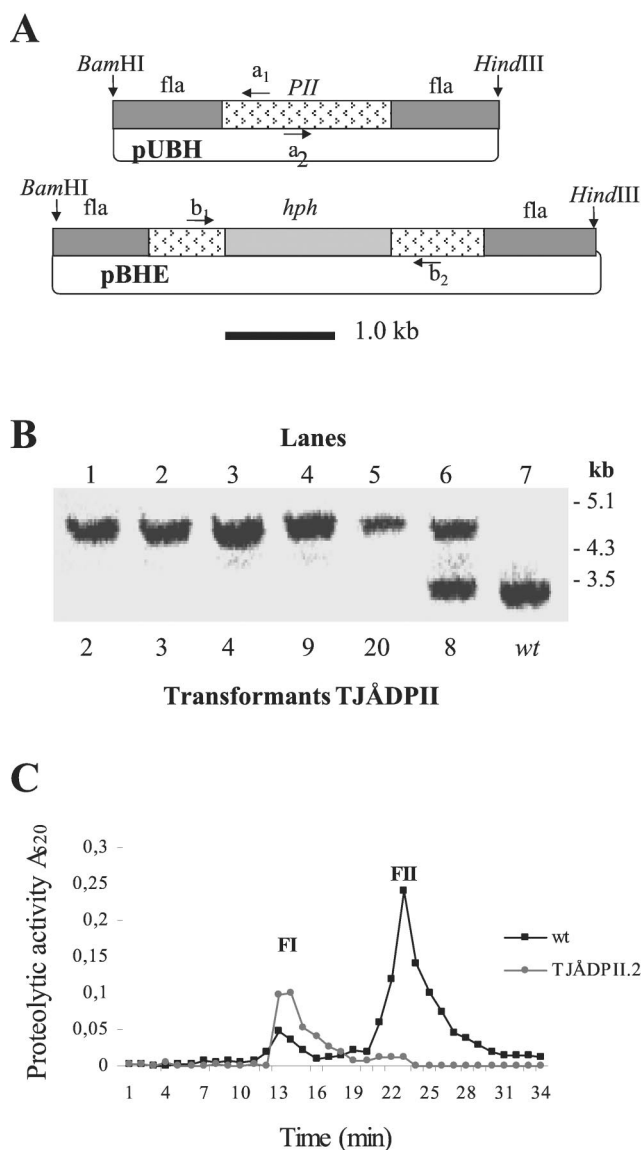 A
BamHI HindIII
fla a1 PII fla
a2
pUBH
BamHI HindIII
fla b1 hph fla
b2
pBHE
1.0 kb
B
Lanes
1 2 3 4 5 6 7 kb
- 5.1
- 4.3
- 3.5
2 3 4 9 20 8 wt
Transformants TJÅDPII
C
Proteolytic activity A520
0,3
0,25
0,2
0,15
0,1
0,05
0
FI
FII
wt
TJÅDPII.2
1 4 7 10 13 16 19 22 25 28 31 34
Time (min)